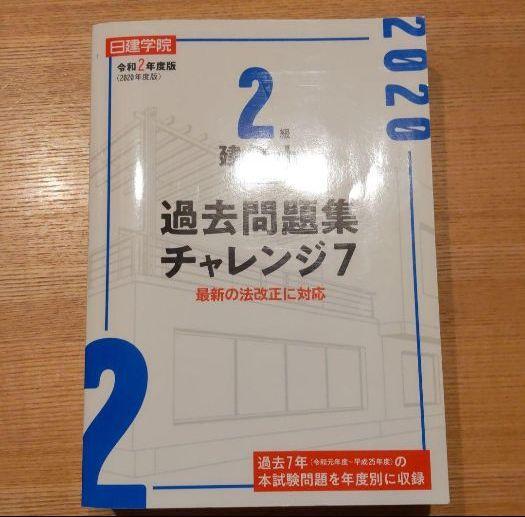 日建学院
令和2年度版
(2020年度版)
2020
2級
建築士
過去問題集
チャレンジ7
最新の法改正に対応
2
過去7年(令和元年度~平成25年度)の
本試験問題を年度別に収録